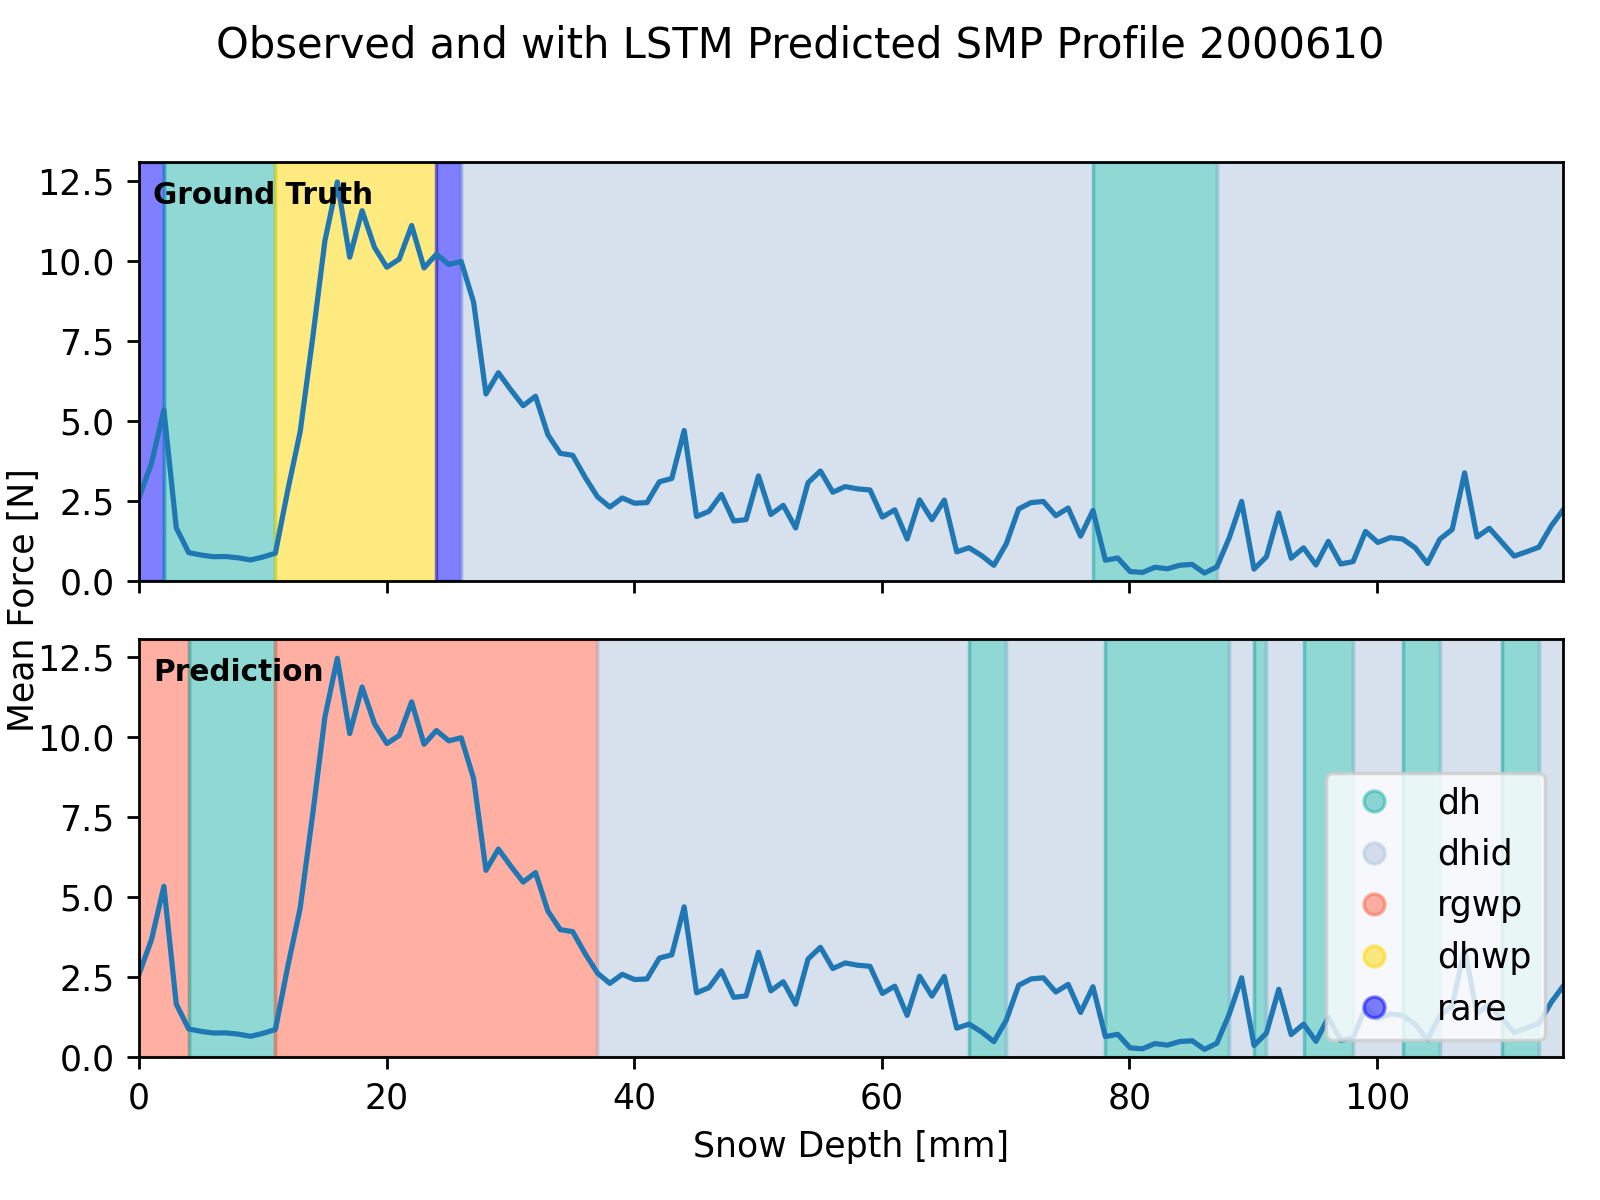 Observed and with LSTM Predicted SMP Profile 2000610
Mean Force [N]
12.5
10.0
7.5
5.0
2.5
0.0
Ground Truth
12.5
10.0
7.5
5.0
2.5
0.0
Prediction
dh
dhid
rgwp
dhwp
rare
0 20 40 60 80 100
Snow Depth [mm]